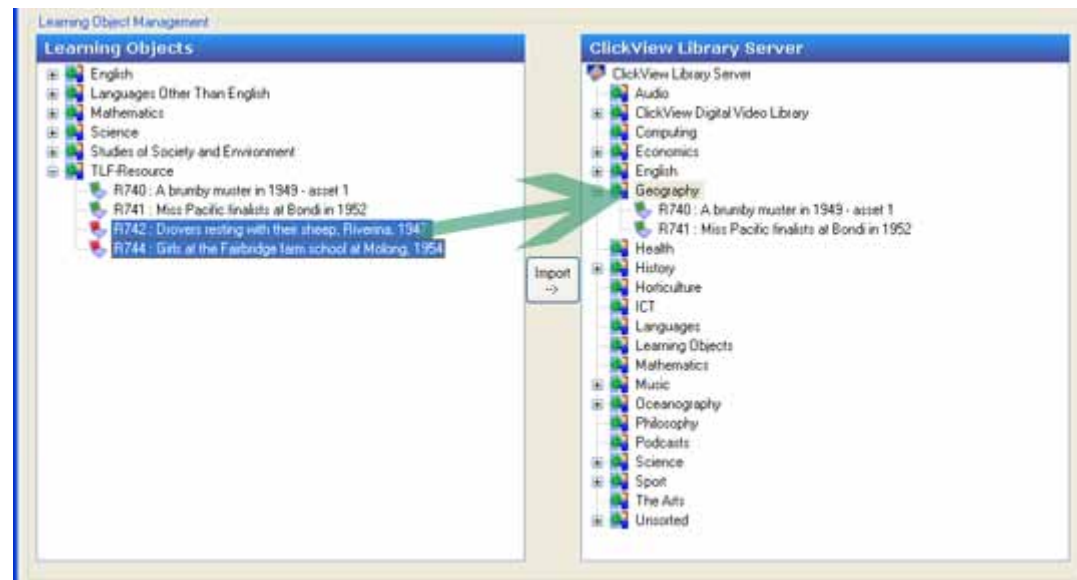 Learning Object Management
Learning Objects
English
Languages Other Than English
Mathematics
Science
Studies of Society and Environment
TLF-Resource
R740 : A brumby muster in 1949 - asset 1
R741 : Miss Pacific finalists at Bondi in 1952
R742 : Drovers resting with their sheep, Riverina, 194
R744 : Girls at the Fairbridge farm school at Molong, 1954
Import
-->
ClickView Library Server
ClickView Library Server
Audio
ClickView Digital Video Library
Computing
Economics
English
Geography
R740 : A brumby muster in 1949 - asset 1
R741 : Miss Pacific finalists at Bondi in 1952
Health
History
Horticulture
ICT
Languages
Learning Objects
Mathematics
Music
Oceanography
Philosophy
Podcasts
Science
Sport
The Arts
Unsorted